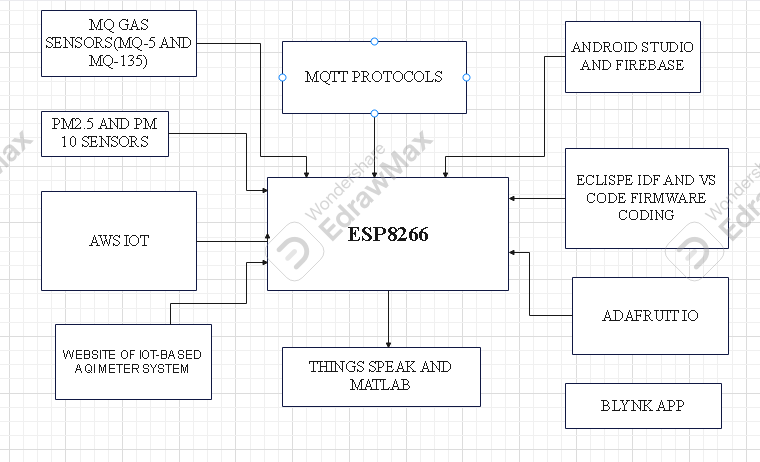 MQ GAS
SENSORS(MQ-5 AND
MQ-135)
MQTT PROTOCOLS
ANDROID STUDIO
AND FIREBASE
PM2.5 AND PM
10 SENSORS
ECLISPE IDF AND VS
CODE FIRMWARE
CODING
AWS IOT
ESP8266
ADAFRUIT IO
WEBSITE OF IOT-BASED
AQI METER SYSTEM
THINGS SPEAK AND
MATLAB
BLYNK APP
Wondershare
EdrawMax
Wondershare
EdrawMax
EdrawMax